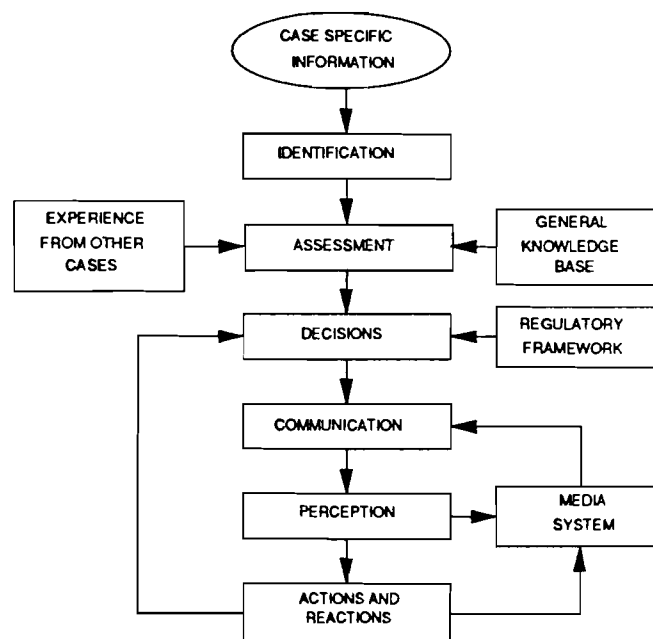 CASE SPECIFIC
INFORMATION
IDENTIFICATION
EXPERIENCE
FROM OTHER
CASES
ASSESSMENT
GENERAL
KNOWLEDGE
BASE
DECISIONS
REGULATORY
FRAMEWORK
COMMUNICATION
PERCEPTION
MEDIA
SYSTEM
ACTIONS AND
REACTIONS